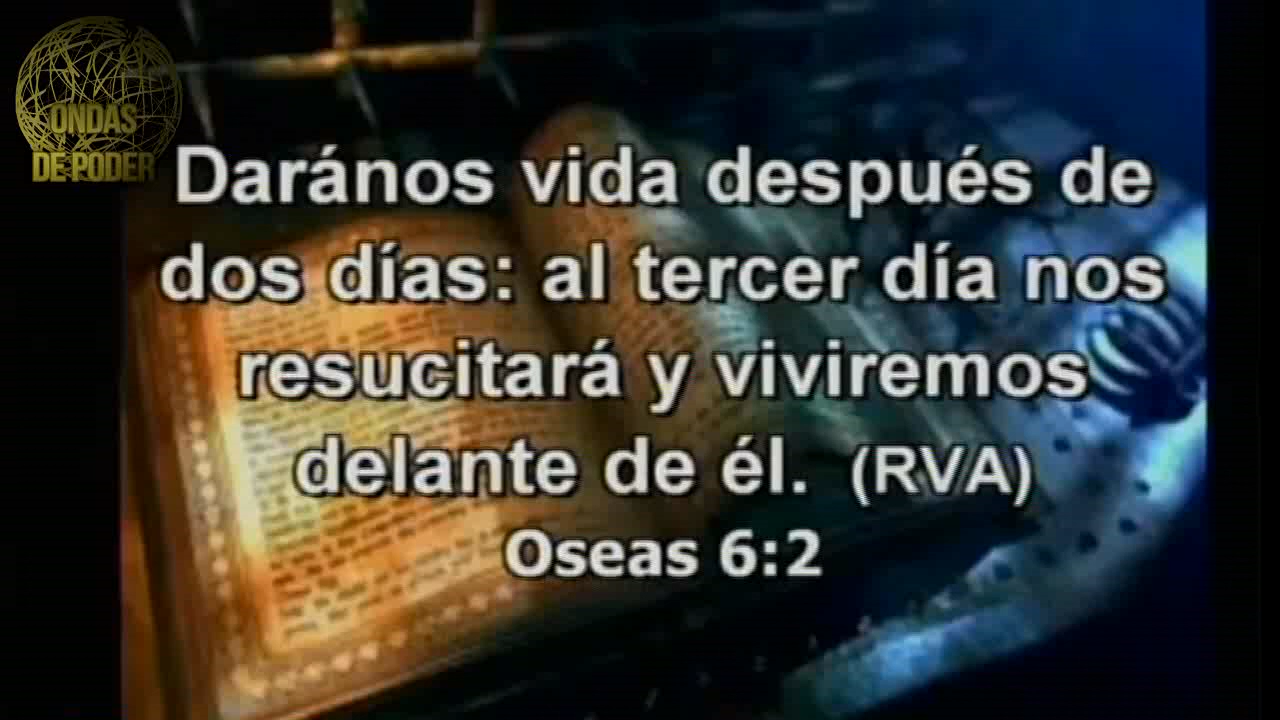 ONDAS
DE PODER
Darános vida después de
dos días: al tercer día nos
resucitará y viviremos
delante de él. (RVA)
Oseas 6:2